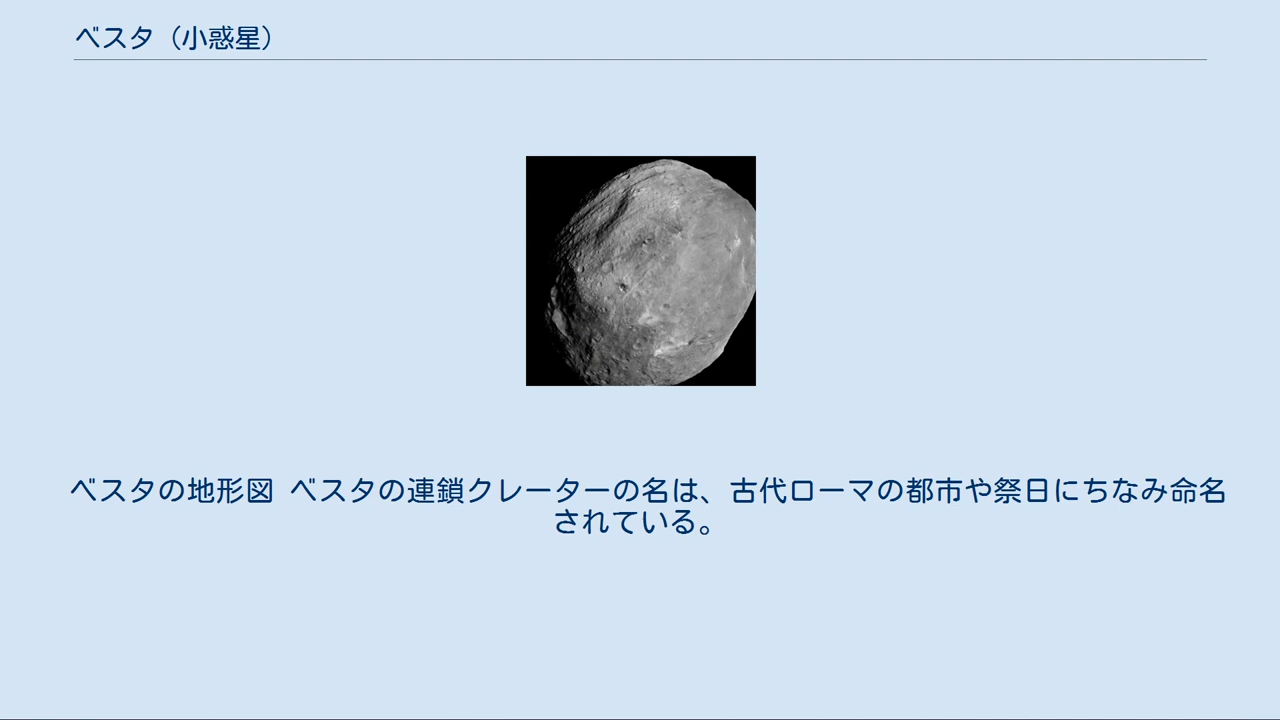 ベスタ（小惑星）
ベスタの地形図 ベスタの連鎖クレーターの名は、古代ローマの都市や祭日にちなみ命名
されている。